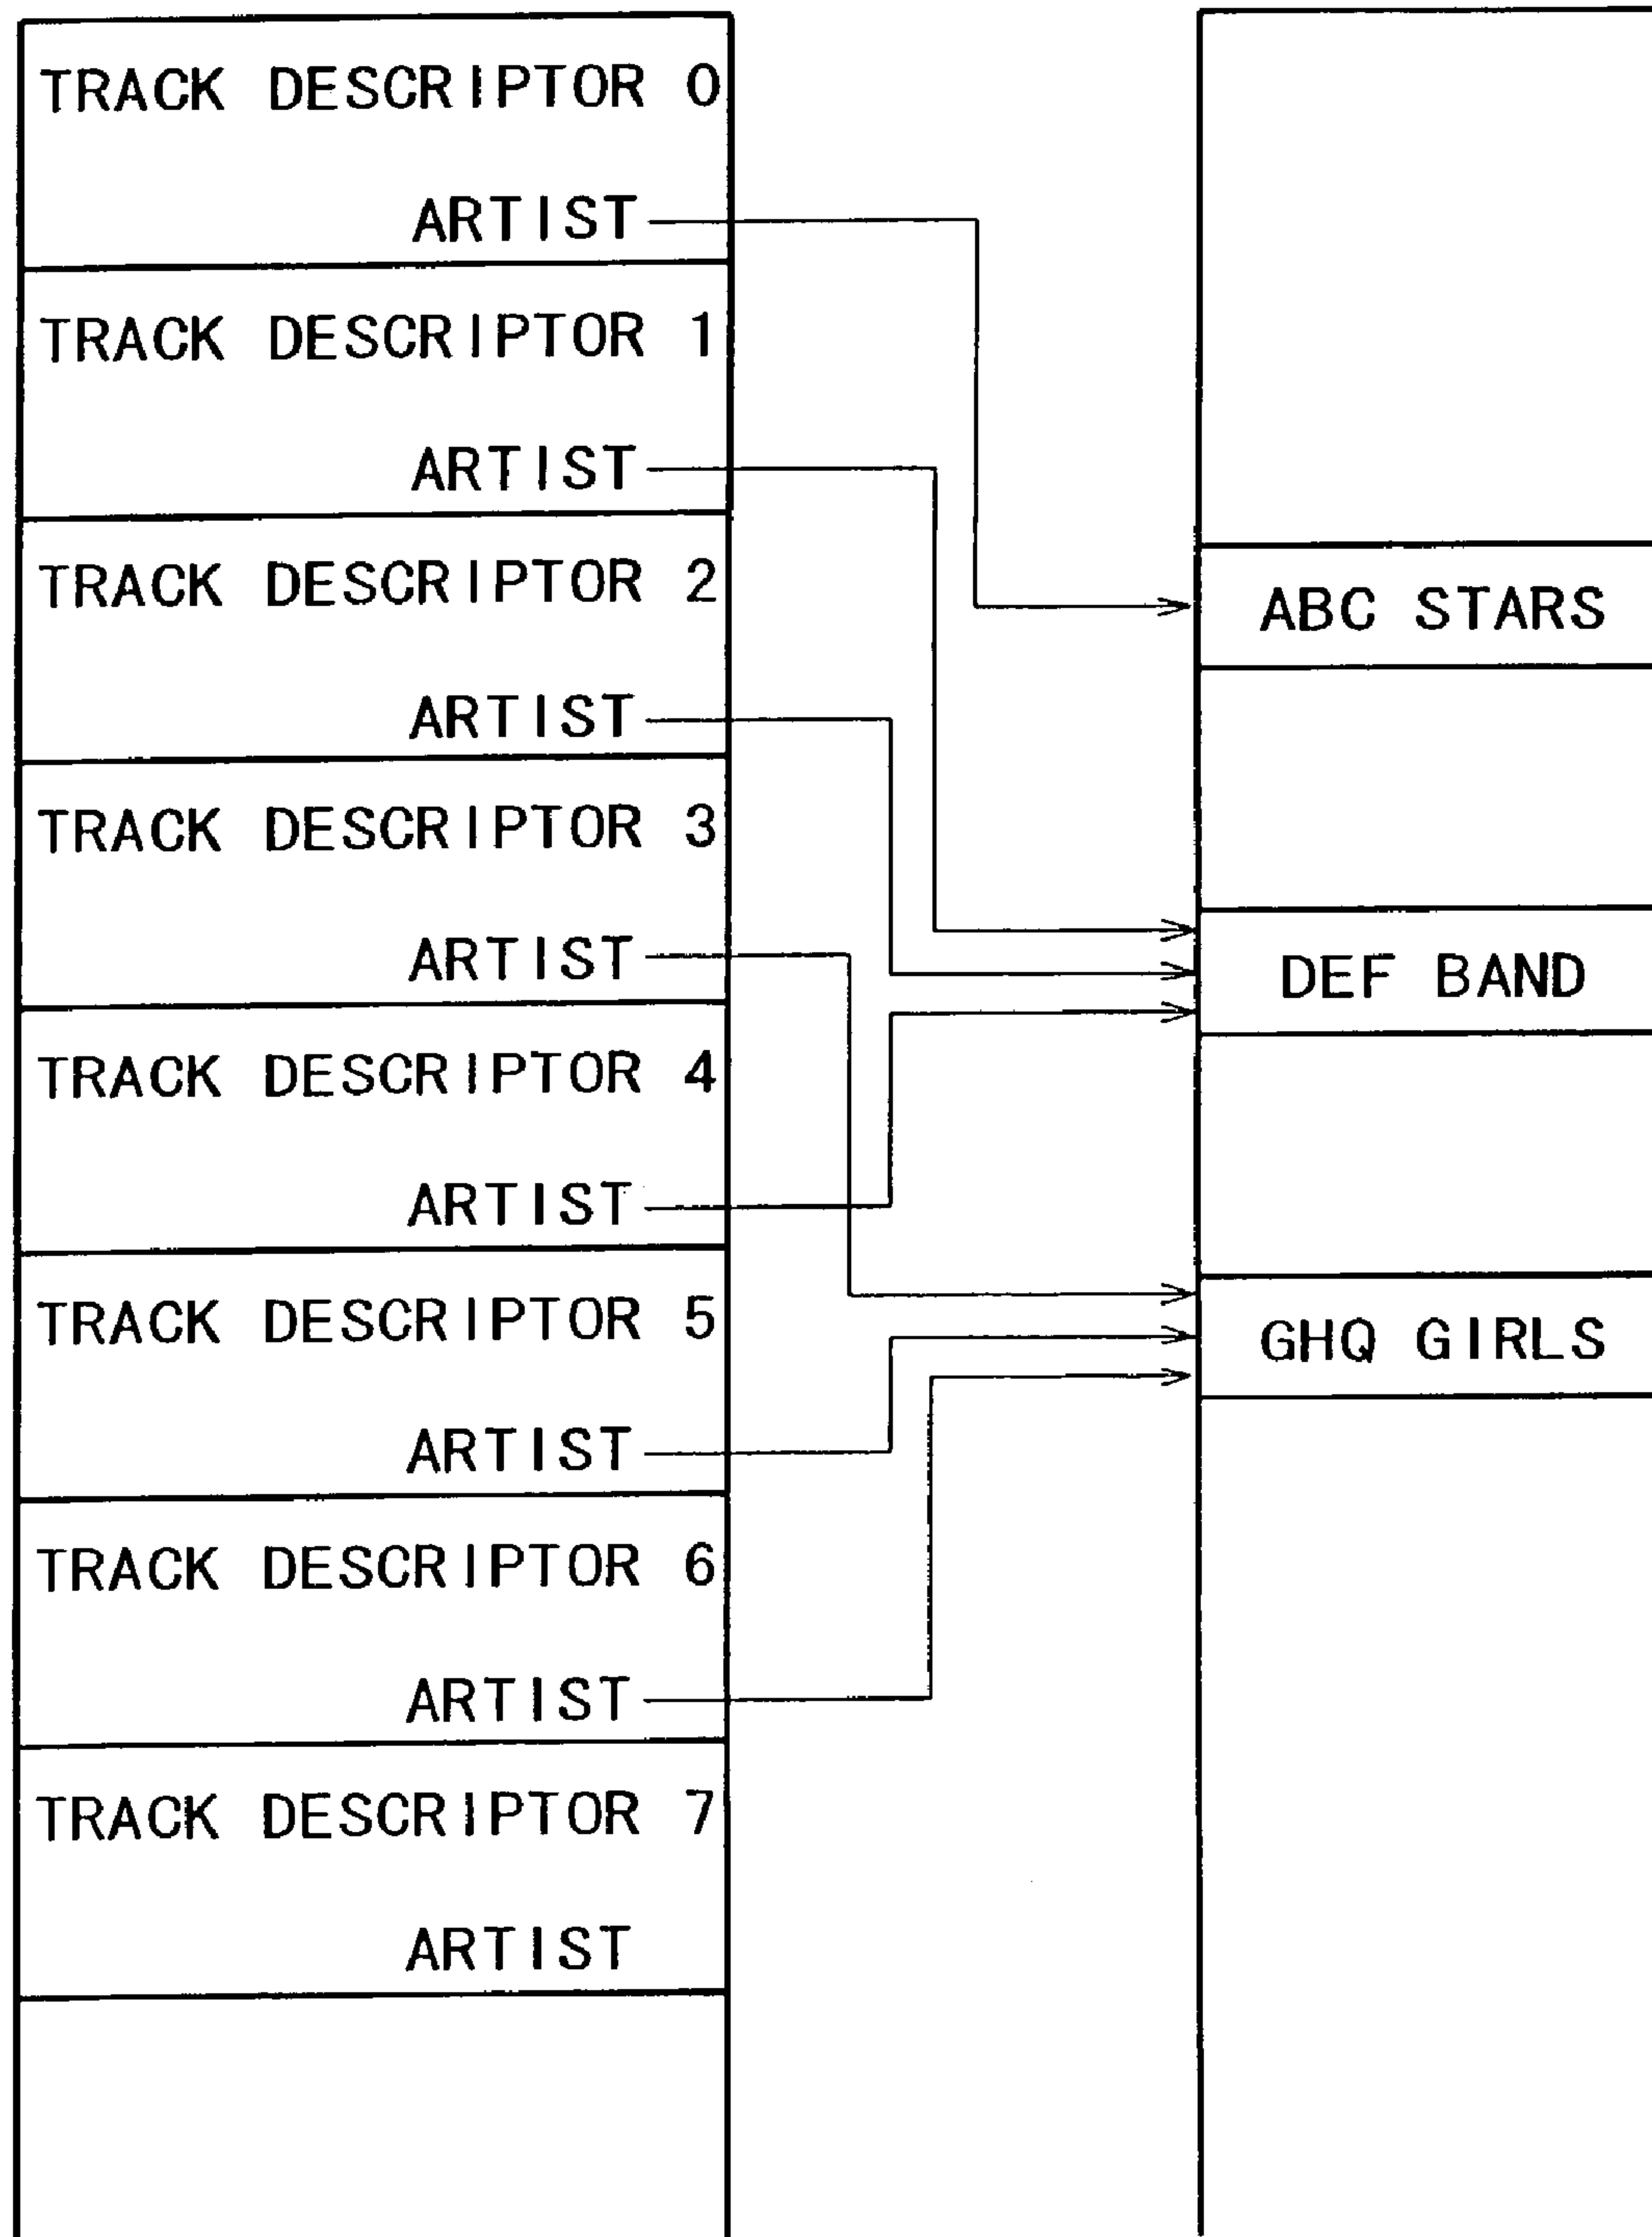 TRACK DESCRIPTOR 0
ARTIST
TRACK DESCRIPTOR 1
ARTIST
TRACK DESCRIPTOR 2
ARTIST
TRACK DESCRIPTOR 3
ARTIST
TRACK DESCRIPTOR 4
ARTIST
TRACK DESCRIPTOR 5
ARTIST
TRACK DESCRIPTOR 6
ARTIST
TRACK DESCRIPTOR 7
ARTIST
ABC STARS
DEF BAND
GHQ GIRLS